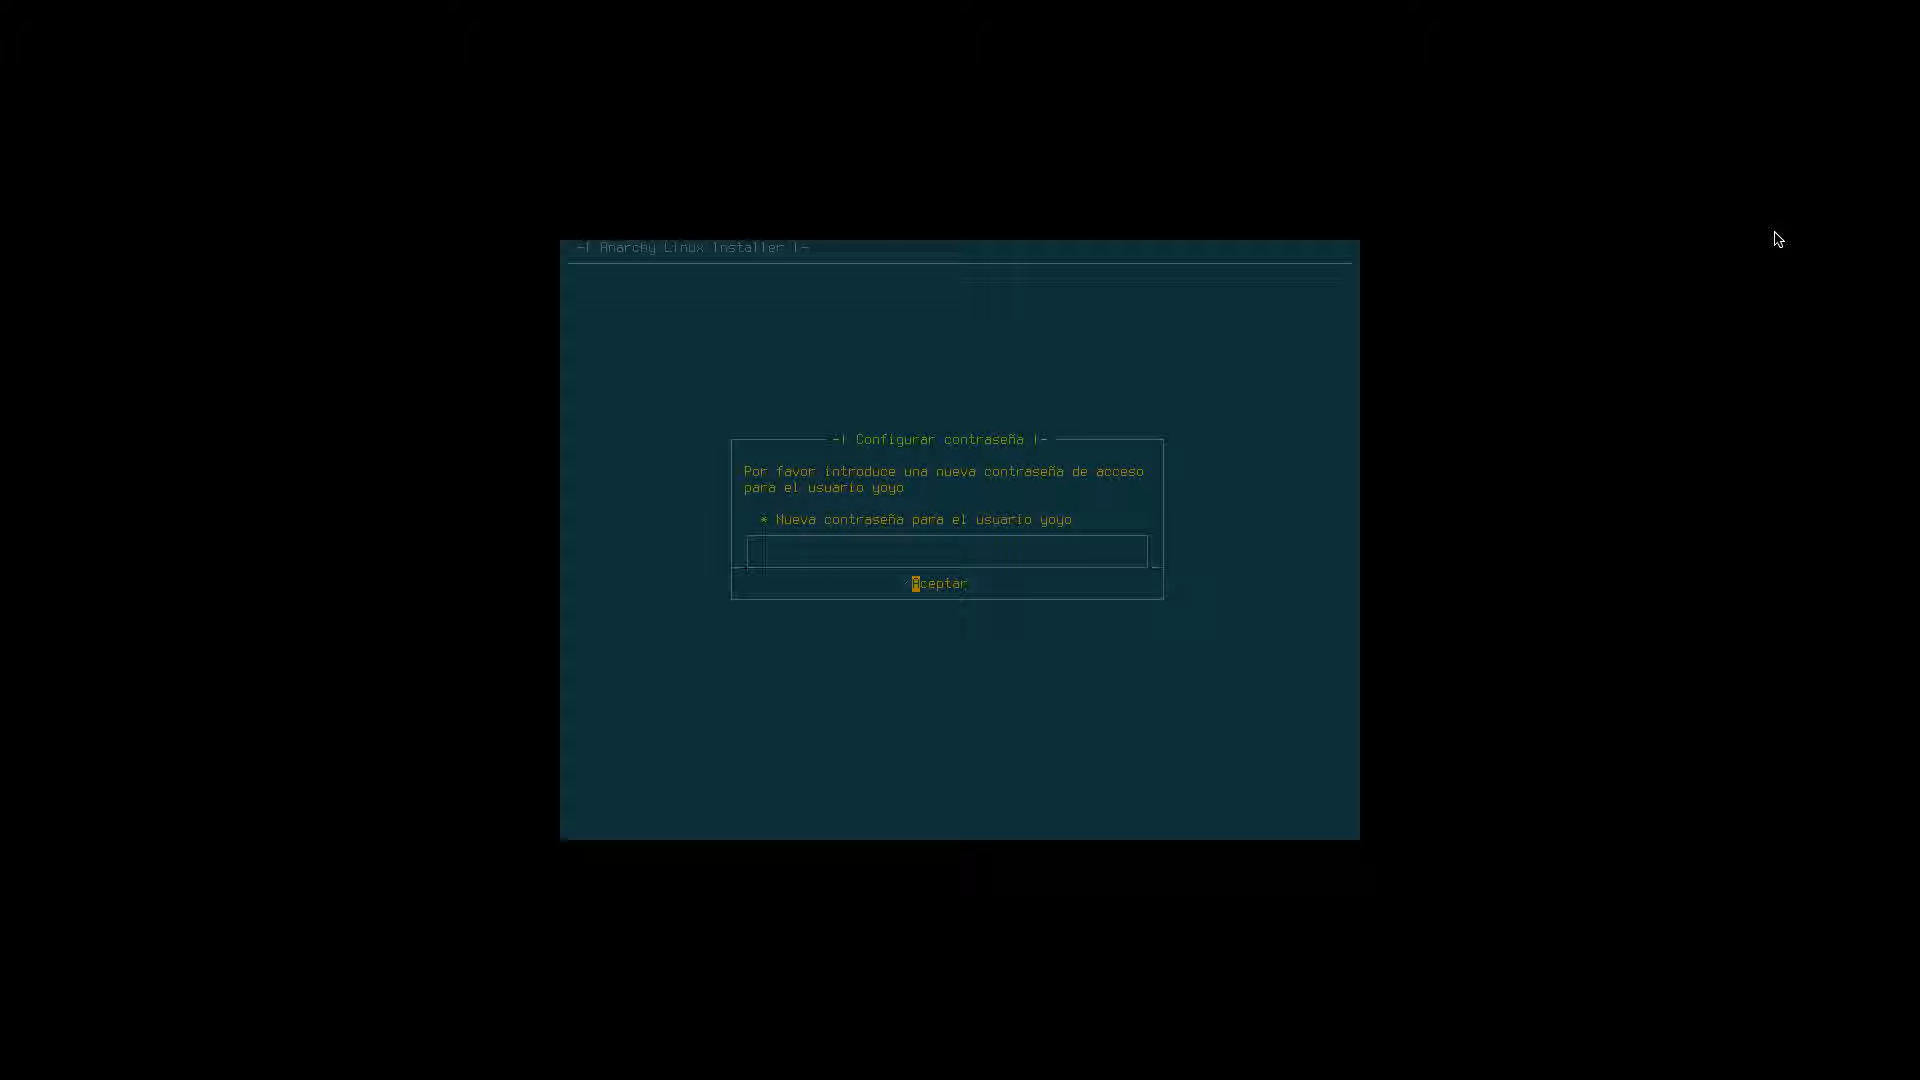 -| Anarchy Linux Installer |-
-| Configurar contraseña |-
Por favor introduce una nueva contraseña de acceso
para el usuario yoyo
* Nueva contraseña para el usuario yoyo
Aceptar